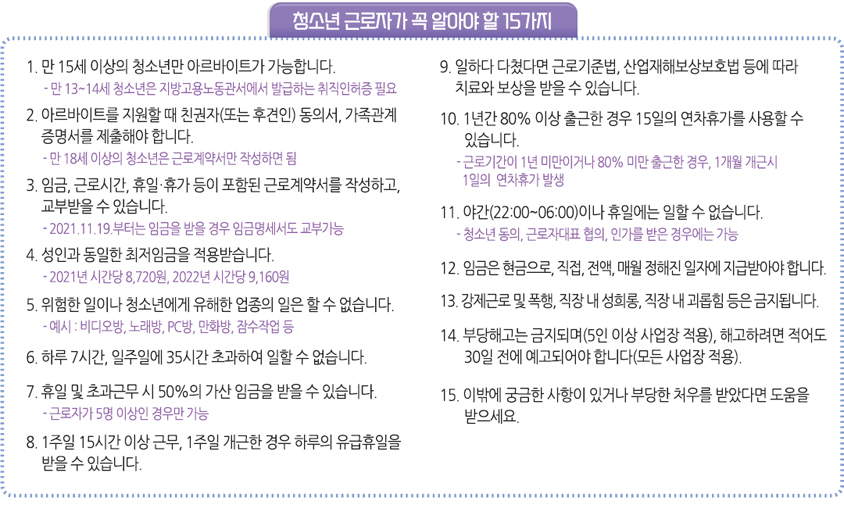 청소년 근로자가 꼭 알아야 할 15가지
1. 만 15세 이상의 청소년만 아르바이트가 가능합니다.
- 만 13~14세 청소년은 지방고용노동관서에서 발급하는 취직인허증 필요
2. 아르바이트를 지원할 때 친권자(또는 후견인) 동의서, 가족관계
증명서를 제출해야 합니다.
- 만 18세 이상의 청소년은 근로계약서만 작성하면 됨
3. 임금, 근로시간, 휴일·휴가 등이 포함된 근로계약서를 작성하고,
교부받을 수 있습니다.
- 2021.11.19.부터는 임금을 받을 경우 임금명세서도 교부가능
4. 성인과 동일한 최저임금을 적용받습니다.
- 2021년 시간당 8,720원, 2022년 시간당 9,160원
5. 위험한 일이나 청소년에게 유해한 업종의 일은 할 수 없습니다.
- 예시 : 비디오방, 노래방, PC방, 만화방, 잠수작업 등
6. 하루 7시간, 일주일에 35시간 초과하여 일할 수 없습니다.
7. 휴일 및 초과근무 시 50%의 가산 임금을 받을 수 있습니다.
- 근로자가 5명 이상인 경우만 가능
8. 1주일 15시간 이상 근무, 1주일 개근한 경우 하루의 유급휴일을
받을 수 있습니다.
9. 일하다 다쳤다면 근로기준법, 산업재해보상보호법 등에 따라
치료와 보상을 받을 수 있습니다.
10. 1년간 80% 이상 출근한 경우 15일의 연차휴가를 사용할 수
있습니다.
- 근로기간이 1년 미만이거나 80% 미만 출근한 경우, 1개월 개근시
1일의 연차휴가 발생
11. 야간(22:00~06:00)이나 휴일에는 일할 수 없습니다.
- 청소년 동의, 근로자대표 협의, 인가를 받은 경우에는 가능
12. 임금은 현금으로, 직접, 전액, 매월 정해진 일자에 지급받아야 합니다.
13. 강제근로 및 폭행, 직장 내 성희롱, 직장 내 괴롭힘 등은 금지됩니다.
14. 부당해고는 금지되며(5인 이상 사업장 적용), 해고하려면 적어도
30일 전에 예고되어야 합니다(모든 사업장 적용).
15. 이밖에 궁금한 사항이 있거나 부당한 처우를 받았다면 도움을
받으세요.